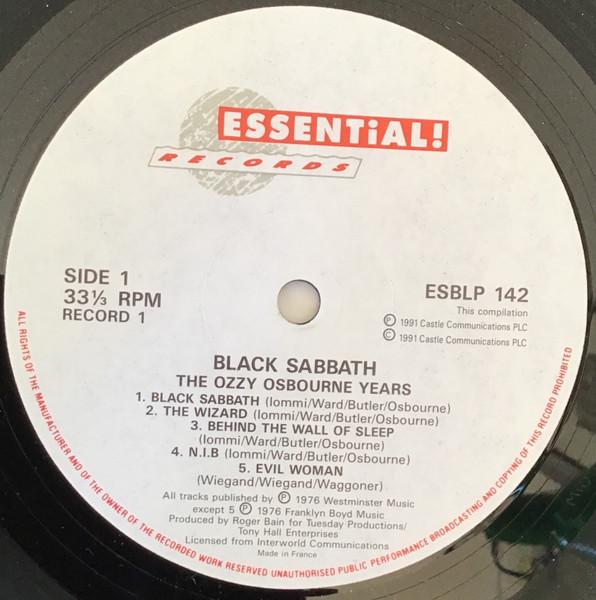 ESSENTiAL!
RECORDS
SIDE 1
33⅓ RPM
RECORD 1
ESBLP 142
This compilation
Ⓟ 1991 Castle Communications PLC
© 1991 Castle Communications PLC
BLACK SABBATH
THE OZZY OSBOURNE YEARS
1. BLACK SABBATH (Iommi/Ward/Butler/Osbourne)
2. THE WIZARD (Iommi/Ward/Butler/Osbourne)
3. BEHIND THE WALL OF SLEEP
(Iommi/Ward/Butler/Osbourne)
4. N.I.B (Iommi/Ward/Butler/Osbourne)
5. EVIL WOMAN
(Wiegand/Wiegand/Waggoner)
All tracks published by Ⓟ 1976 Westminster Music
except 5 Ⓟ 1976 Franklyn Boyd Music
Produced by Roger Bain for Tuesday Productions/
Tony Hall Enterprises
Licensed from Interworld Communications
Made in France
ALL RIGHTS OF THE MANUFACTURER AND OF THE OWNER OF THE RECORDED WORK RESERVED UNAUTHORISED PUBLIC PERFORMANCE BROADCASTING AND COPYING OF THIS RECORD PROHIBITED